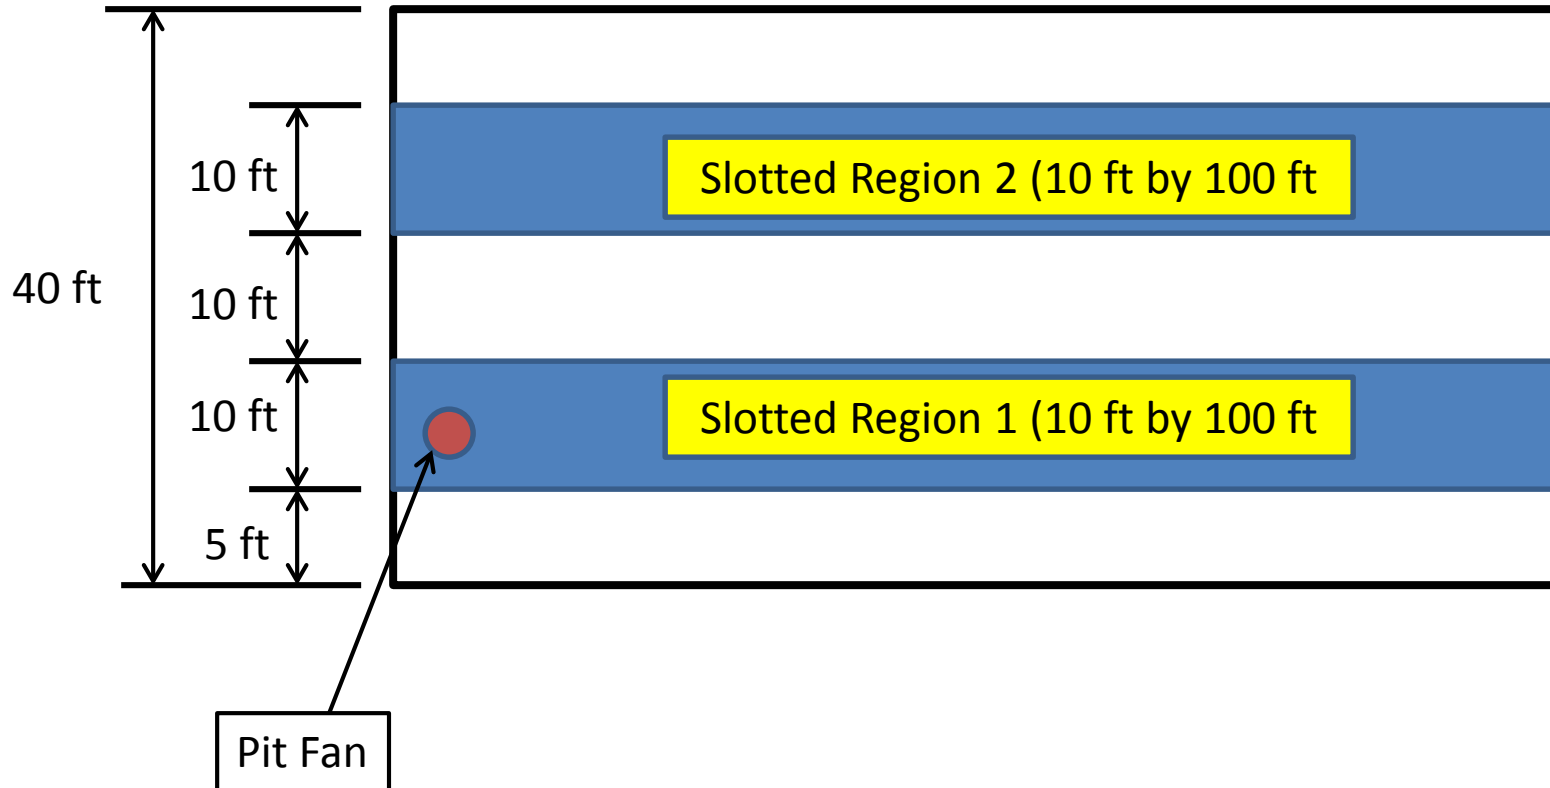 10 ft
Slotted Region 2 (10 ft by 100 ft
40 ft
10 ft
10 ft
Slotted Region 1 (10 ft by 100 ft
5 ft
Pit Fan